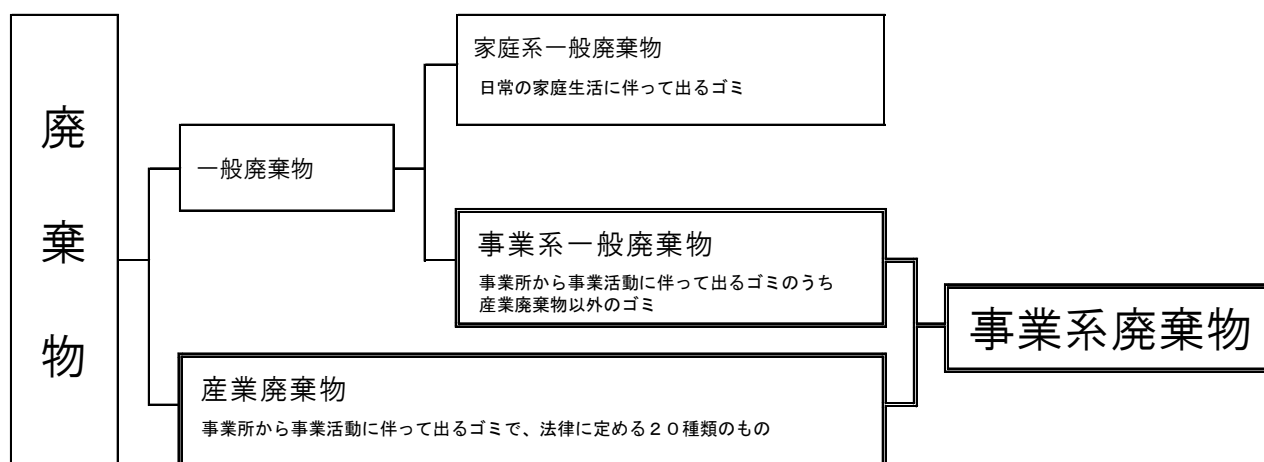 廃棄物
一般廃棄物
家庭系一般廃棄物
日常の家庭生活に伴って出るゴミ
事業系一般廃棄物
事業所から事業活動に伴って出るゴミのうち
産業廃棄物以外のゴミ
産業廃棄物
事業所から事業活動に伴って出るゴミで、法律に定める２０種類のもの
事業系廃棄物